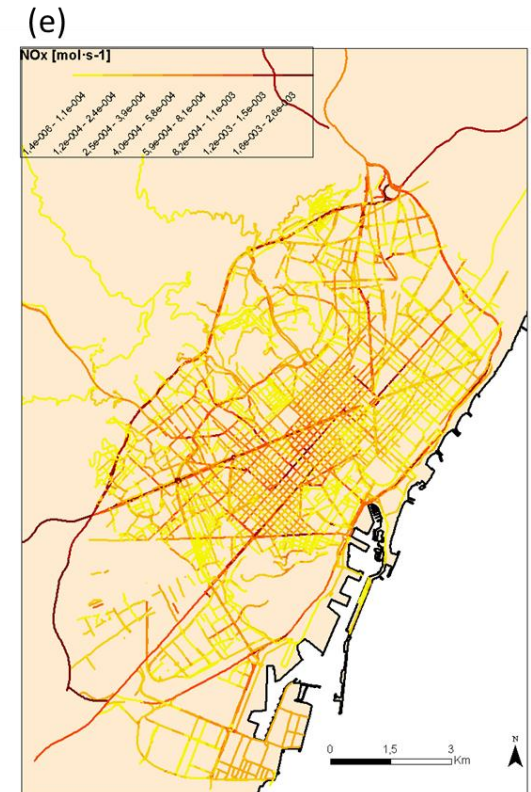 (e)
NOx [mol·s-1]
1,4e-006 - 1,1e-004
1,2e-004 - 2,4e-004
2,5e-004 - 3,9e-004
4,0e-004 - 5,8e-004
5,9e-004 - 8,1e-004
8,2e-004 - 1,1e-003
1,2e-003 - 1,5e-003
1,6e-003 - 2,6e-003
N
0 1,5 3
Km